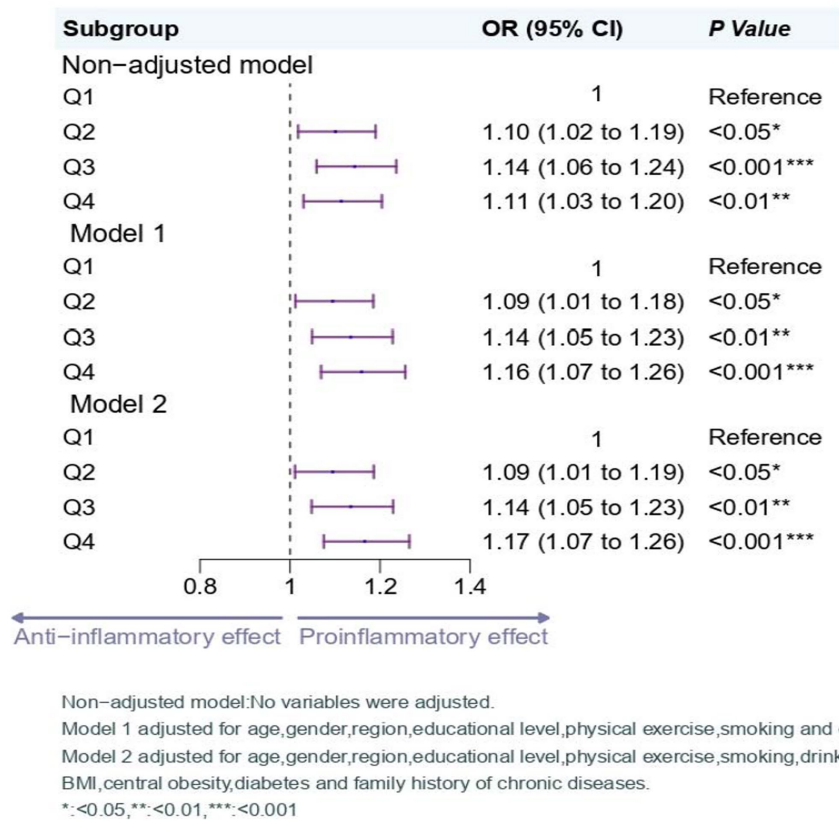 Subgroup OR (95% CI) P Value
Non−adjusted model
Q1 1 Reference
Q2 1.10 (1.02 to 1.19) <0.05*
Q3 1.14 (1.06 to 1.24) <0.001***
Q4 1.11 (1.03 to 1.20) <0.01**
Model 1
Q1 1 Reference
Q2 1.09 (1.01 to 1.18) <0.05*
Q3 1.14 (1.05 to 1.23) <0.01**
Q4 1.16 (1.07 to 1.26) <0.001***
Model 2
Q1 1 Reference
Q2 1.09 (1.01 to 1.19) <0.05*
Q3 1.14 (1.05 to 1.23) <0.01**
Q4 1.17 (1.07 to 1.26) <0.001***
0.8 1 1.2 1.4
Anti−inflammatory effect Proinflammatory effect
Non−adjusted model:No variables were adjusted.
Model 1 adjusted for age,gender,region,educational level,physical exercise,smoking and
Model 2 adjusted for age,gender,region,educational level,physical exercise,smoking,
BMI,central obesity,diabetes and family history of chronic diseases.
*:<0.05,**:<0.01,***:<0.001